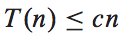 T(n) ≤ cn